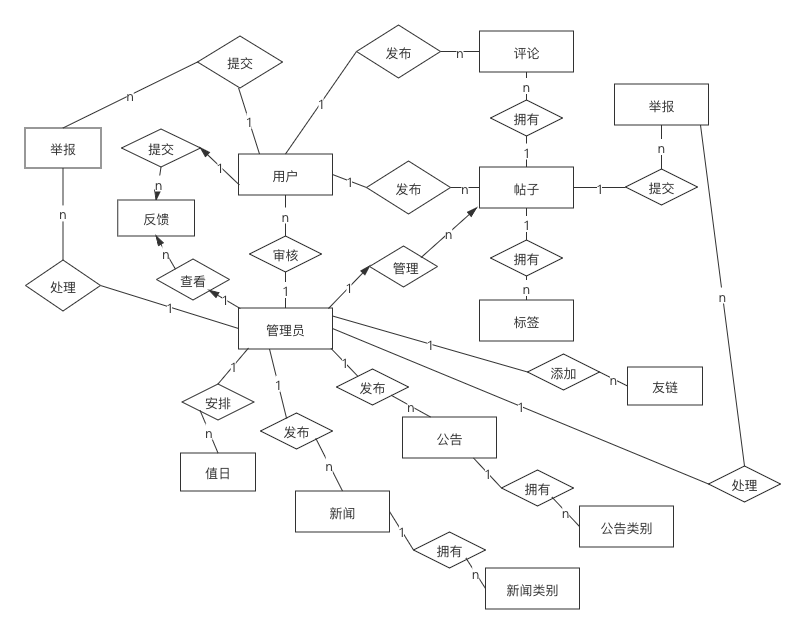 提交
发布
n
评论
n
1
1
n
拥有
举报
举报
提交
1
用户
1
发布
n
帖子
1
提交
n
1
n
反馈
n
n
审核
1
n
管理
n
1
拥有
查看
处理
1
1
1
n
标签
1
管理员
1
1
1
添加
n
友链
n
安排
1
发布
n
1
n
发布
公告
值日
n
1
拥有
n
处理
新闻
1
公告类别
拥有
n
新闻类别